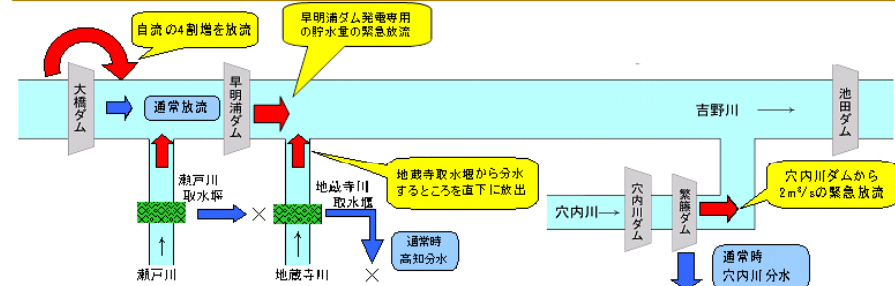 自流の4割増を放流
早明浦ダム発電専用
の貯水量の緊急放流
大橋ダム
通常放流
早明浦ダム
吉野川
池田ダム
瀬戸川
取水堰
地蔵寺川
取水堰
地蔵寺取水堰から分水
するところを直下に放出
穴内川
穴内川ダム
繁藤ダム
穴内川ダムから
2m³/sの緊急放流
通常時
高知分水
通常時
穴内川分水
瀬戸川
地蔵寺川